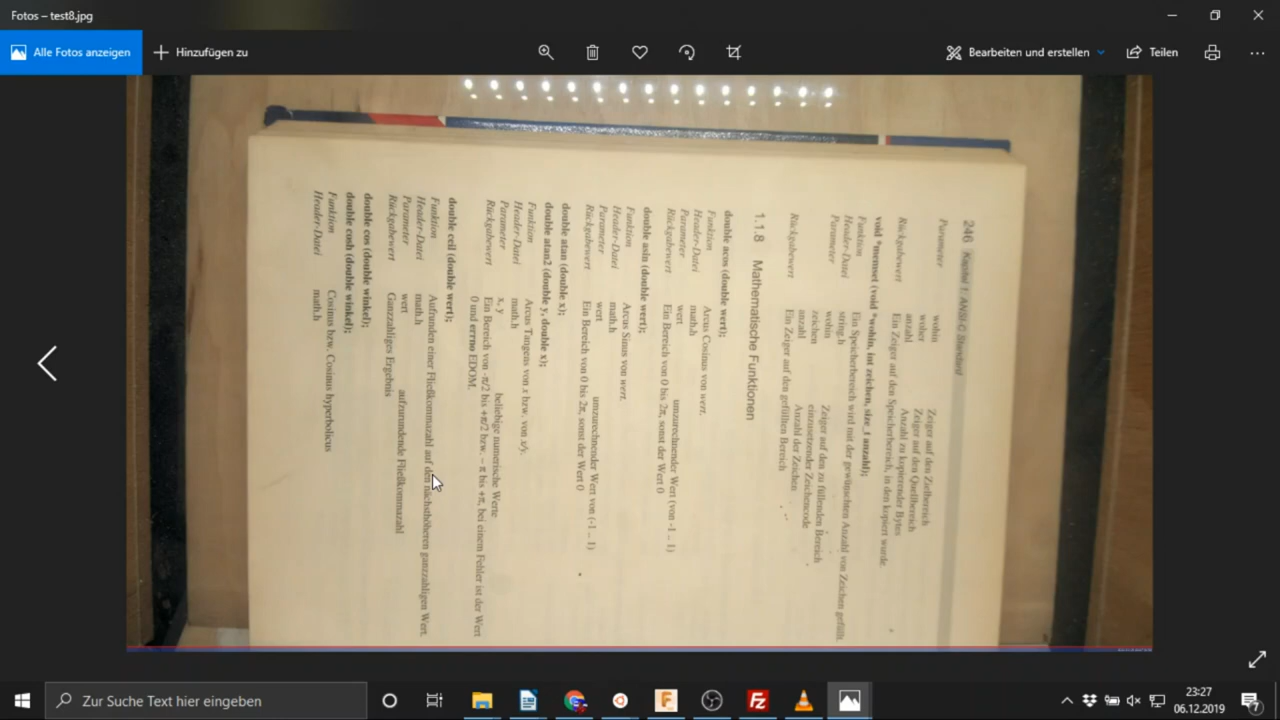 Fotos – test8.jpg
Alle Fotos anzeigen
Hinzufügen zu
Bearbeiten und erstellen
Teilen
246 Kapitel 1: ANSI-C Standard
Parameter wohin Zeiger auf den Zielbereich
woher Zeiger auf den Quellbereich
anzahl Anzahl zu kopierender Bytes
Rückgabewert Ein Zeiger auf den Speicherbereich, in den kopiert wurde.
void *memset (void *wohin, int zeichen, size_t anzahl);
Funktion Ein Speicherbereich wird mit der gewünschten Anzahl von Zeichen gefüllt.
Header-Datei string.h
Parameter wohin Zeiger auf den zu füllenden Bereich
zeichen einzusetzender Zeichencode
anzahl Anzahl der Zeichen
Rückgabewert Ein Zeiger auf den gefüllten Bereich
1.1.8 Mathematische Funktionen
double acos (double wert);
Funktion Arcus Cosinus von wert.
Header-Datei math.h
Parameter wert umzurechnender Wert (von -1 .. 1)
Rückgabewert Ein Bereich von 0 bis 2π, sonst der Wert 0
double asin (double wert);
Funktion Arcus Sinus von wert.
Header-Datei math.h
Parameter wert umzurechnender Wert von (-1 .. 1)
Rückgabewert Ein Bereich von 0 bis 2π, sonst der Wert 0
double atan (double x);
double atan2 (double y, double x);
Funktion Arcus Tangens von x bzw. von x/y.
Header-Datei math.h
Parameter x, y beliebige numerische Werte
Rückgabewert Ein Bereich von -π/2 bis +π/2 bzw. – π bis +π, bei einem Fehler ist der Wert
0 und errno EDOM.
double ceil (double wert);
Funktion Aufrunden einer Fließkommazahl auf den nächsthöheren ganzzahligen Wert.
Header-Datei math.h
Parameter wert aufzurundende Fließkommazahl
Rückgabewert Ganzzahliges Ergebnis
double cos (double winkel);
double cosh (double winkel);
Funktion Cosinus bzw. Cosinus hyperbolicus
Header-Datei math.h
Zur Suche Text hier eingeben
23:27
06.12.2019
7